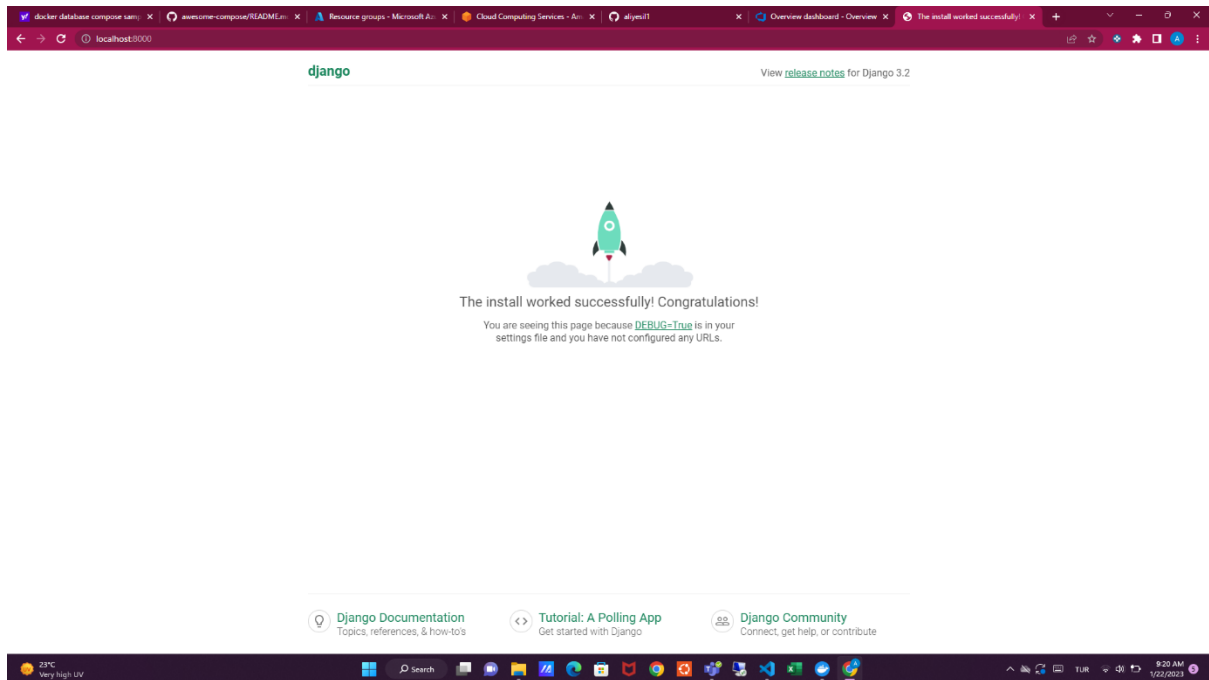 docker database compose samp
awesome-compose/README.m
Resource groups - Microsoft Az
Cloud Computing Services - Am
aliyesil1
Overview dashboard - Overview
The install worked successfully!
localhost:8000
django
View release notes for Django 3.2
The install worked successfully! Congratulations!
You are seeing this page because DEBUG=True is in your
settings file and you have not configured any URLs.
Django Documentation
Topics, references, & how-to's
Tutorial: A Polling App
Get started with Django
Django Community
Connect, get help, or contribute
23°C
Very high UV
Search
TUR
9:20 AM
1/22/2023
5